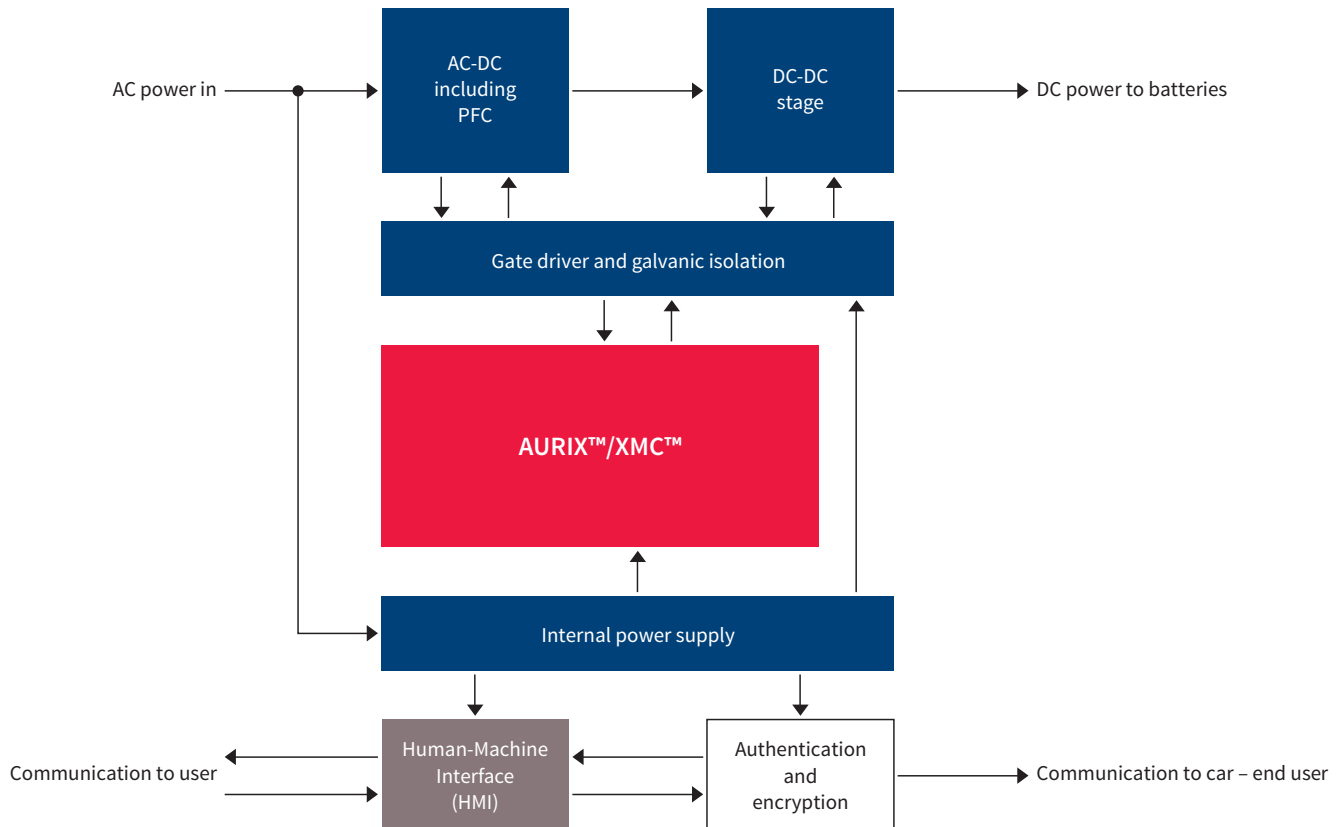 AC power in
AC-DC
including
PFC
DC-DC
stage
DC power to batteries
Gate driver and galvanic isolation
AURIX™/XMC™
Internal power supply
Communication to user
Human-Machine
Interface
(HMI)
Authentication
and
encryption
Communication to car – end user